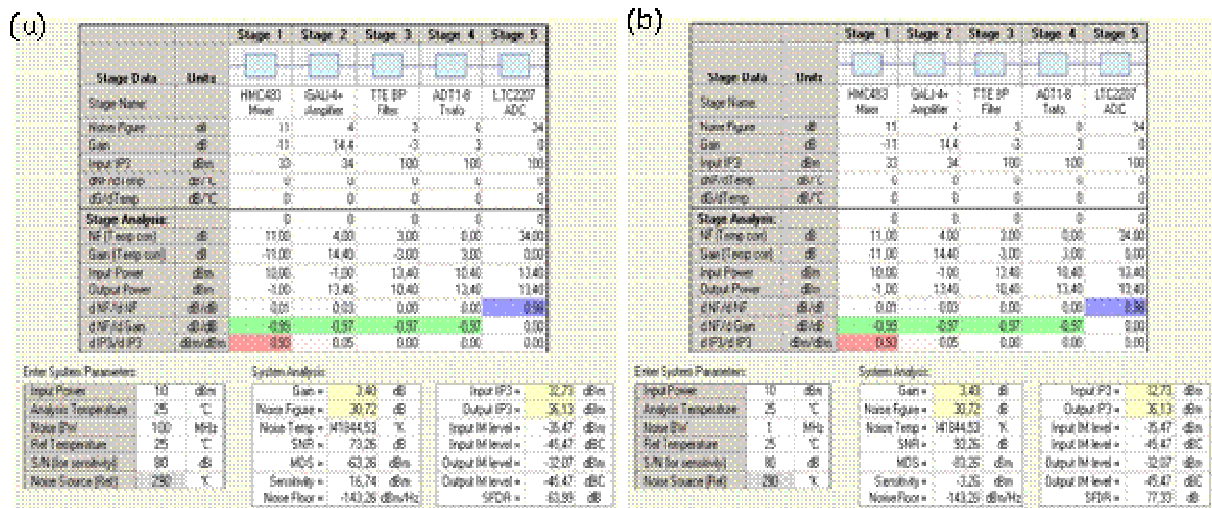 (a)
Stage 1 Stage 2 Stage 3 Stage 4 Stage 5
Stage Data Units
Stage Name: HMC483 Mixer GALI-4+ Amplifier TTE BP Filter ADT1-8 Trafo LTC2207 ADC
Noise Figure dB 11 4 3 0 34
Gain dB -11 14,4 -3 3 0
Input IP3 dBm 33 34 100 100 100
dNF/dTemp dB/°C 0 0 0 0 0
dG/dTemp dB/°C 0 0 0 0 0
Stage Analysis: 0 0 0 0 0
NF (Temp corr) dB 11,00 4,00 3,00 0,00 34,00
Gain (Temp corr) dB -11,00 14,40 -3,00 3,00 0,00
Input Power dBm 10,00 -1,00 13,40 10,40 13,40
Output Power dBm -1,00 13,40 10,40 13,40 13,40
d NF/d NF dB/dB 0,01 0,03 0,00 0,00
d NF/d Gain dB/dB -0,97 -0,97 -0,97 0,00
d IP3/d IP3 dBm/dBm 0,05 0,00 0,00 0,00
Enter System Parameters:
Input Power 10 dBm
Analysis Temperature 25 °C
Noise BW 100 MHz
Ref Temperature 25 °C
S/N (for sensitivity) 80 dB
Noise Source (Ref) 290 °K
System Analysis:
Gain = 3,40 dB
Noise Figure = 30,72 dB
Noise Temp = °K
SNR = 73,26 dB
MDS = -63,26 dBm
Sensitivity = 16,74 dBm
Noise Floor = -143,26 dBm/Hz
Input IP3 = 32,73 dBm
Output IP3 = 36,13 dBm
Input IM level = -35,47 dBm
Input IM level = -45,47 dBC
Output IM level = -32,07 dBm
Output IM level = -45,47 dBC
SFDR = dB
(b)
Stage 1 Stage 2 Stage 3 Stage 4 Stage 5
Stage Data Units
Stage Name: HMC483 Mixer GALI-4+ Amplifier TTE BP Filter ADT1-8 Trafo LTC2207 ADC
Noise Figure dB 11 4 3 0 34
Gain dB -11 14,4 -3 3 0
Input IP3 dBm 33 34 100 100 100
dNF/dTemp dB/°C 0 0 0 0 0
dG/dTemp dB/°C 0 0 0 0 0
Stage Analysis: 0 0 0 0 0
NF (Temp corr) dB 11,00 4,00 3,00 0,00 34,00
Gain (Temp corr) dB -11,00 14,40 -3,00 3,00 0,00
Input Power dBm 10,00 -1,00 13,40 10,40 13,40
Output Power dBm -1,00 13,40 10,40 13,40 13,40
d NF/d NF dB/dB 0,01 0,03 0,00 0,00
d NF/d Gain dB/dB -0,97 -0,97 -0,97 0,00
d IP3/d IP3 dBm/dBm 0,05 0,00 0,00 0,00
Enter System Parameters:
Input Power 10 dBm
Analysis Temperature 25 °C
Noise BW 1 MHz
Ref Temperature 25 °C
S/N (for sensitivity) 80 dB
Noise Source (Ref) 290 °K
System Analysis:
Gain = 3,40 dB
Noise Figure = 30,72 dB
Noise Temp = °K
SNR = 93,26 dB
MDS = -83,26 dBm
Sensitivity = -3,26 dBm
Noise Floor = -143,26 dBm/Hz
Input IP3 = 32,73 dBm
Output IP3 = 36,13 dBm
Input IM level = -35,47 dBm
Input IM level = -45,47 dBC
Output IM level = -32,07 dBm
Output IM level = -45,47 dBC
SFDR = 77,33 dB